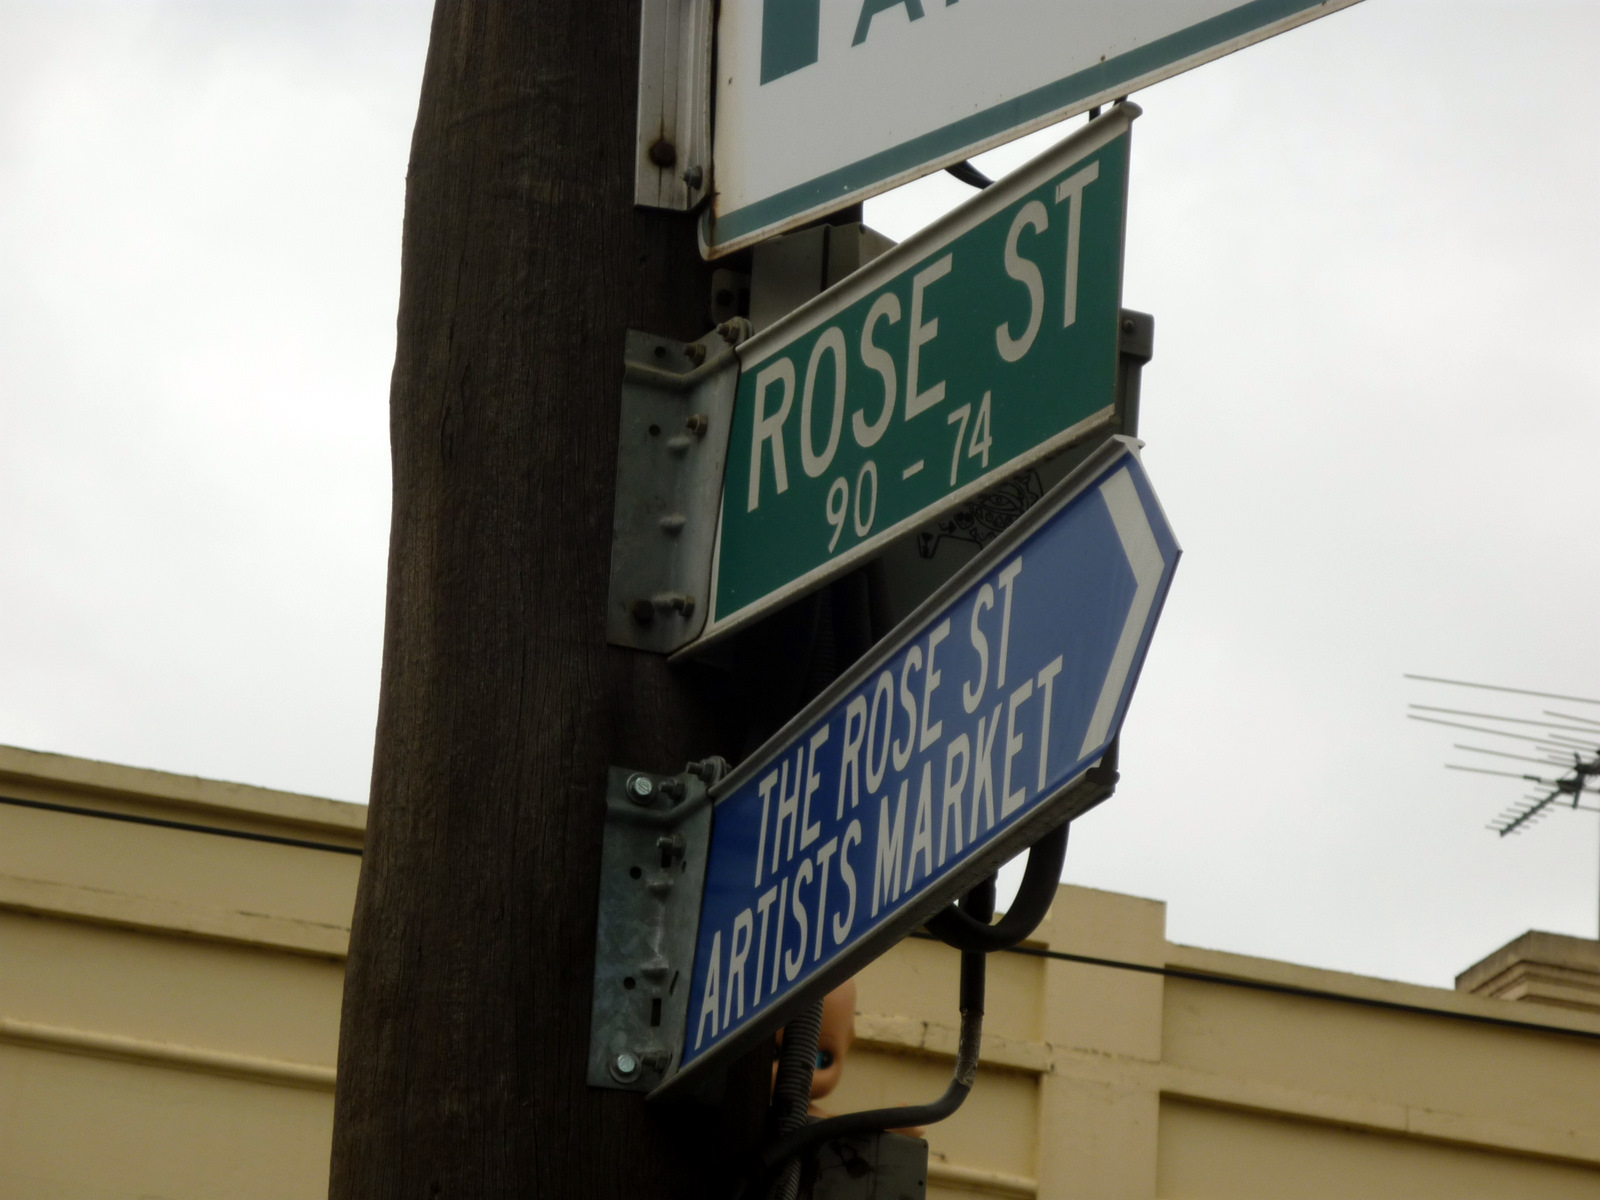 ROSE ST
90 - 74
THE ROSE ST
ARTISTS MARKET